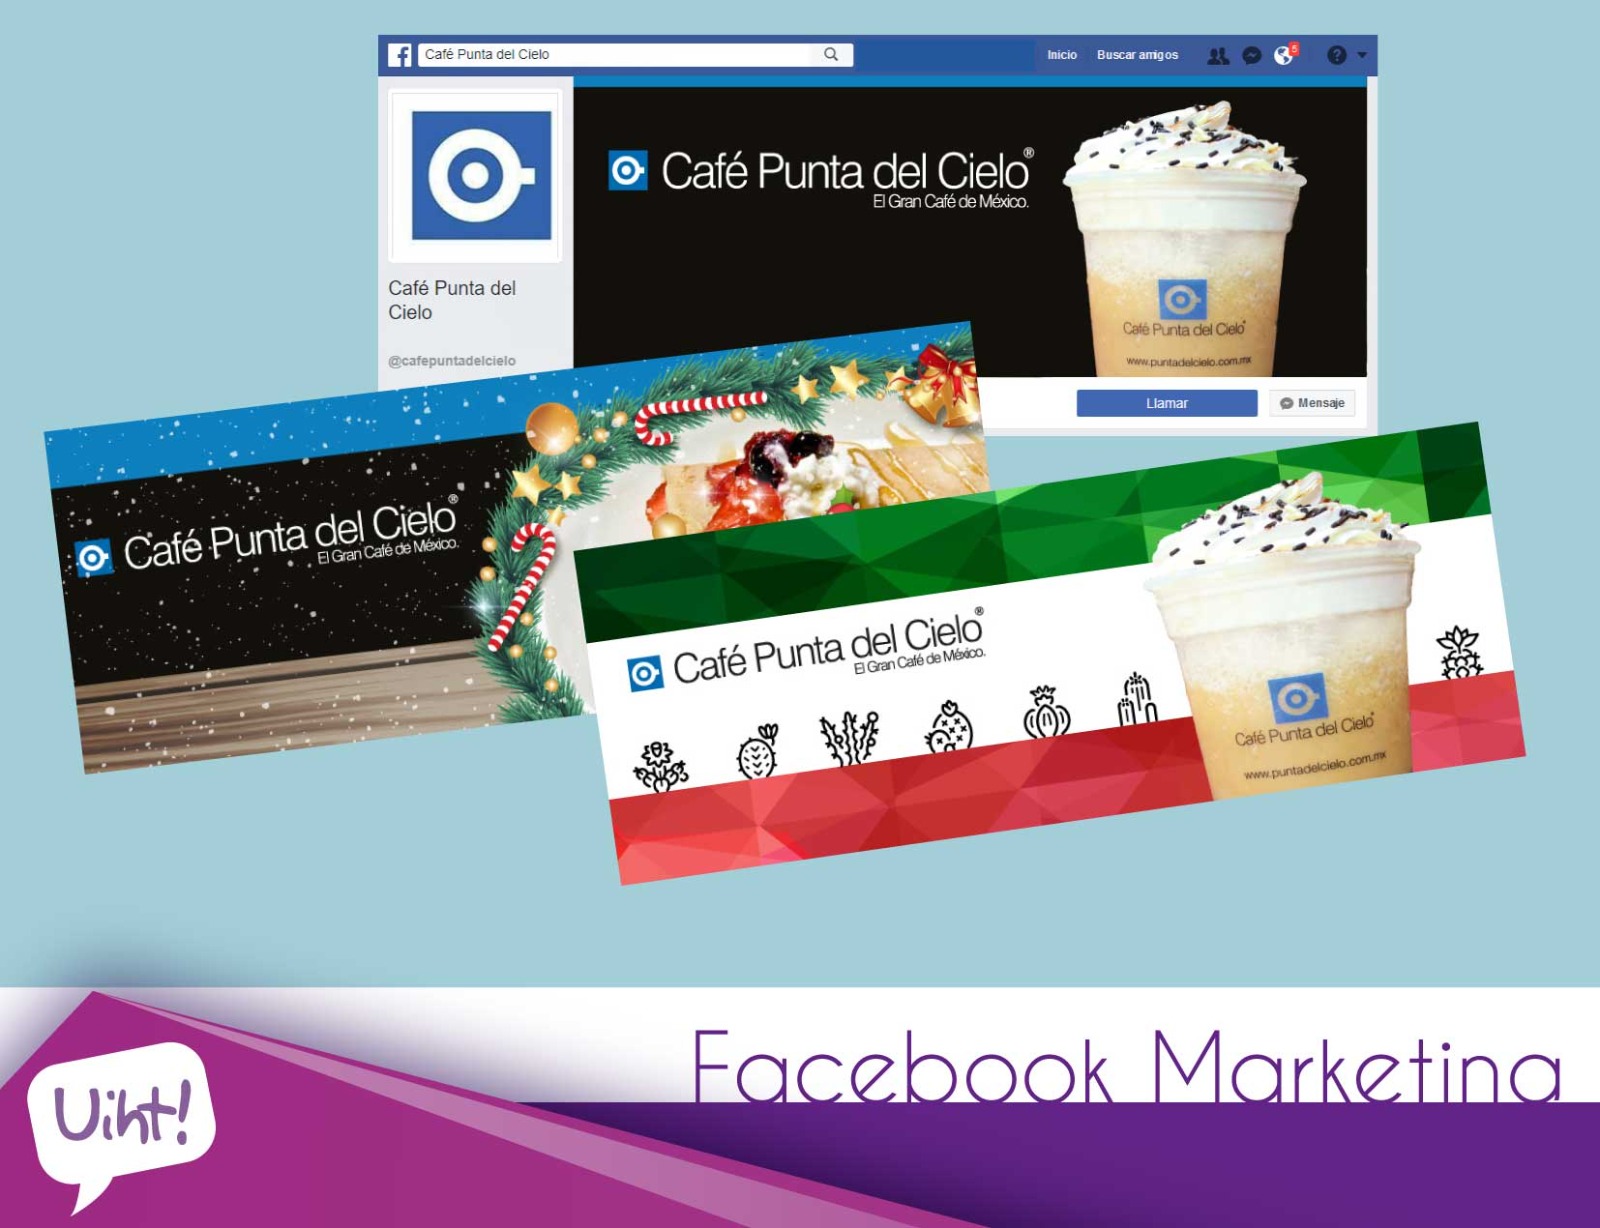 Café Punta del Cielo
Inicio
Buscar amigos
5
?
Café Punta del
Cielo
@cafepuntadelcielo
Café Punta del Cielo®
El Gran Café de México.
Café Punta del Cielo
www.puntadelcielo.com.mx
Llamar
Mensaje
Café Punta del Cielo®
El Gran Café de México.
Café Punta del Cielo®
El Gran Café de México.
Café Punta del Cielo
www.puntadelcielo.com.mx
Facebook Marketing
Uiht!